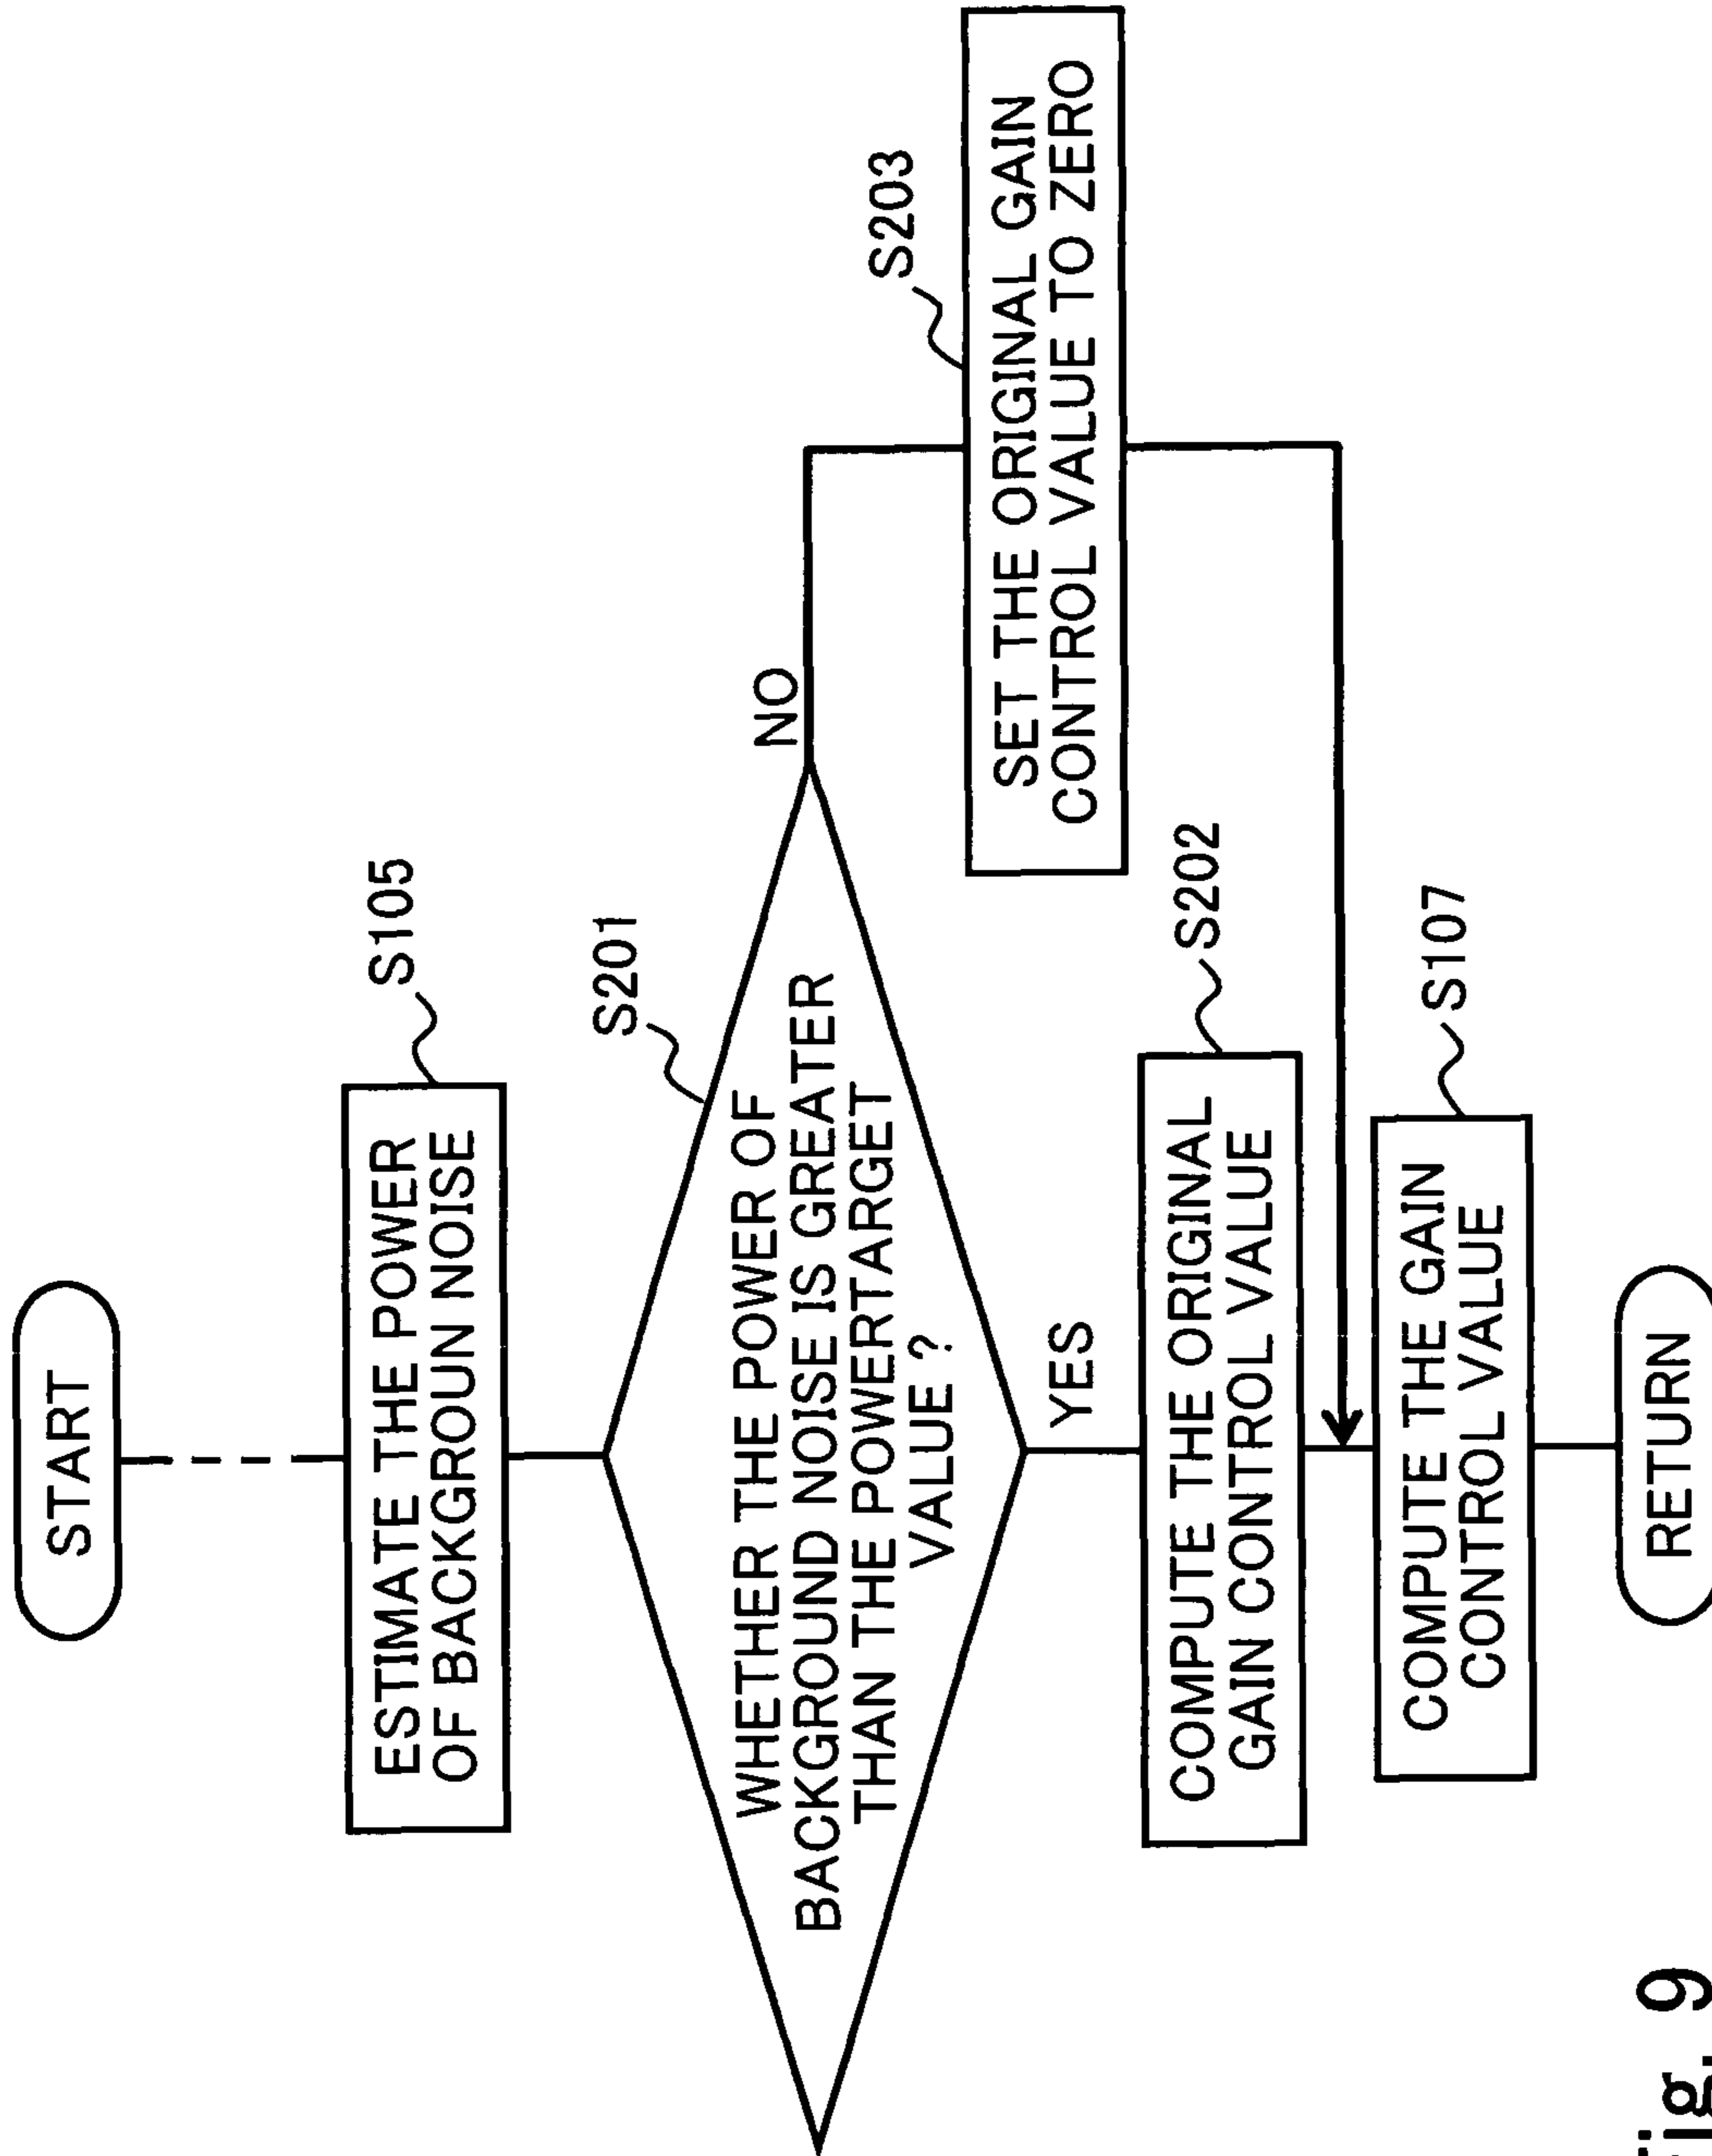 START
S105
ESTIMATE THE POWER
OF BACKGROUN NOISE
S201
WHETHER THE POWER OF
BACKGROUND NOISE IS GREATER
THAN THE POWERTARGET
VALUE ?
NO
YES
S203
SET THE ORIGINAL GAIN
CONTROL VALUE TO ZERO
S202
COMPUTE THE ORIGINAL
GAIN CONTROL VALUE
S107
COMPUTE THE GAIN
CONTROL VALUE
RETURN
Fig. 9